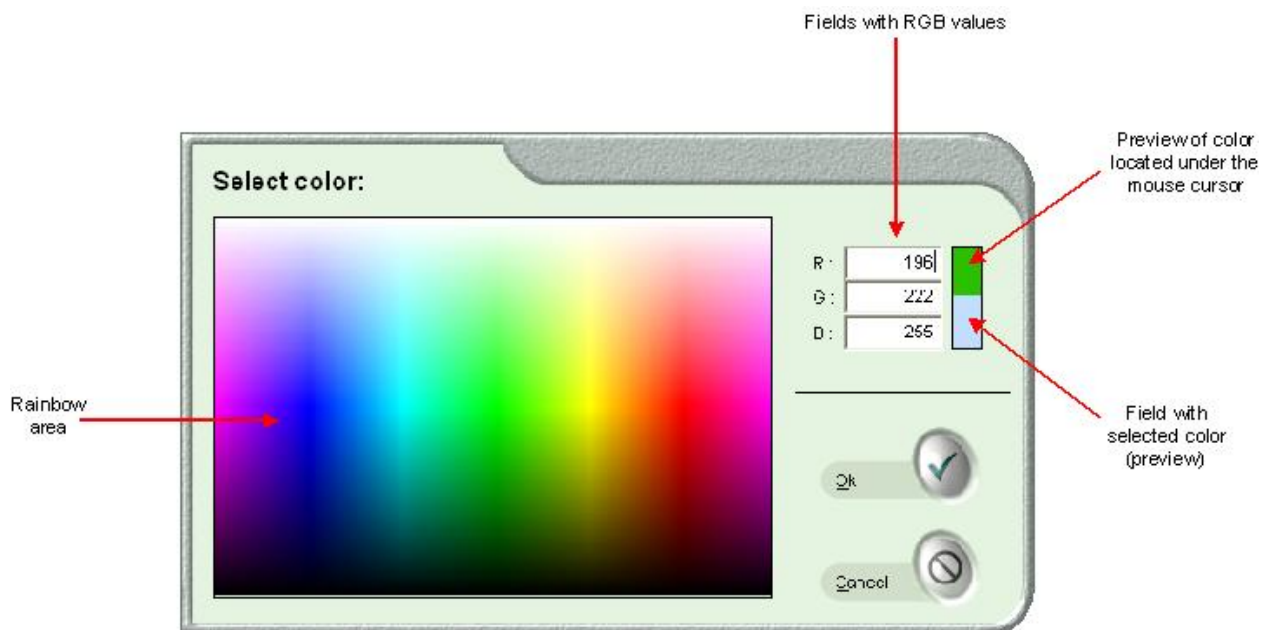 Fields with RGB values
Preview of color
located under the
mouse cursor
Select color:
R :
196
G :
222
D :
255
Rainbow
area
Field with
selected color
(preview)
Ok
Cancel